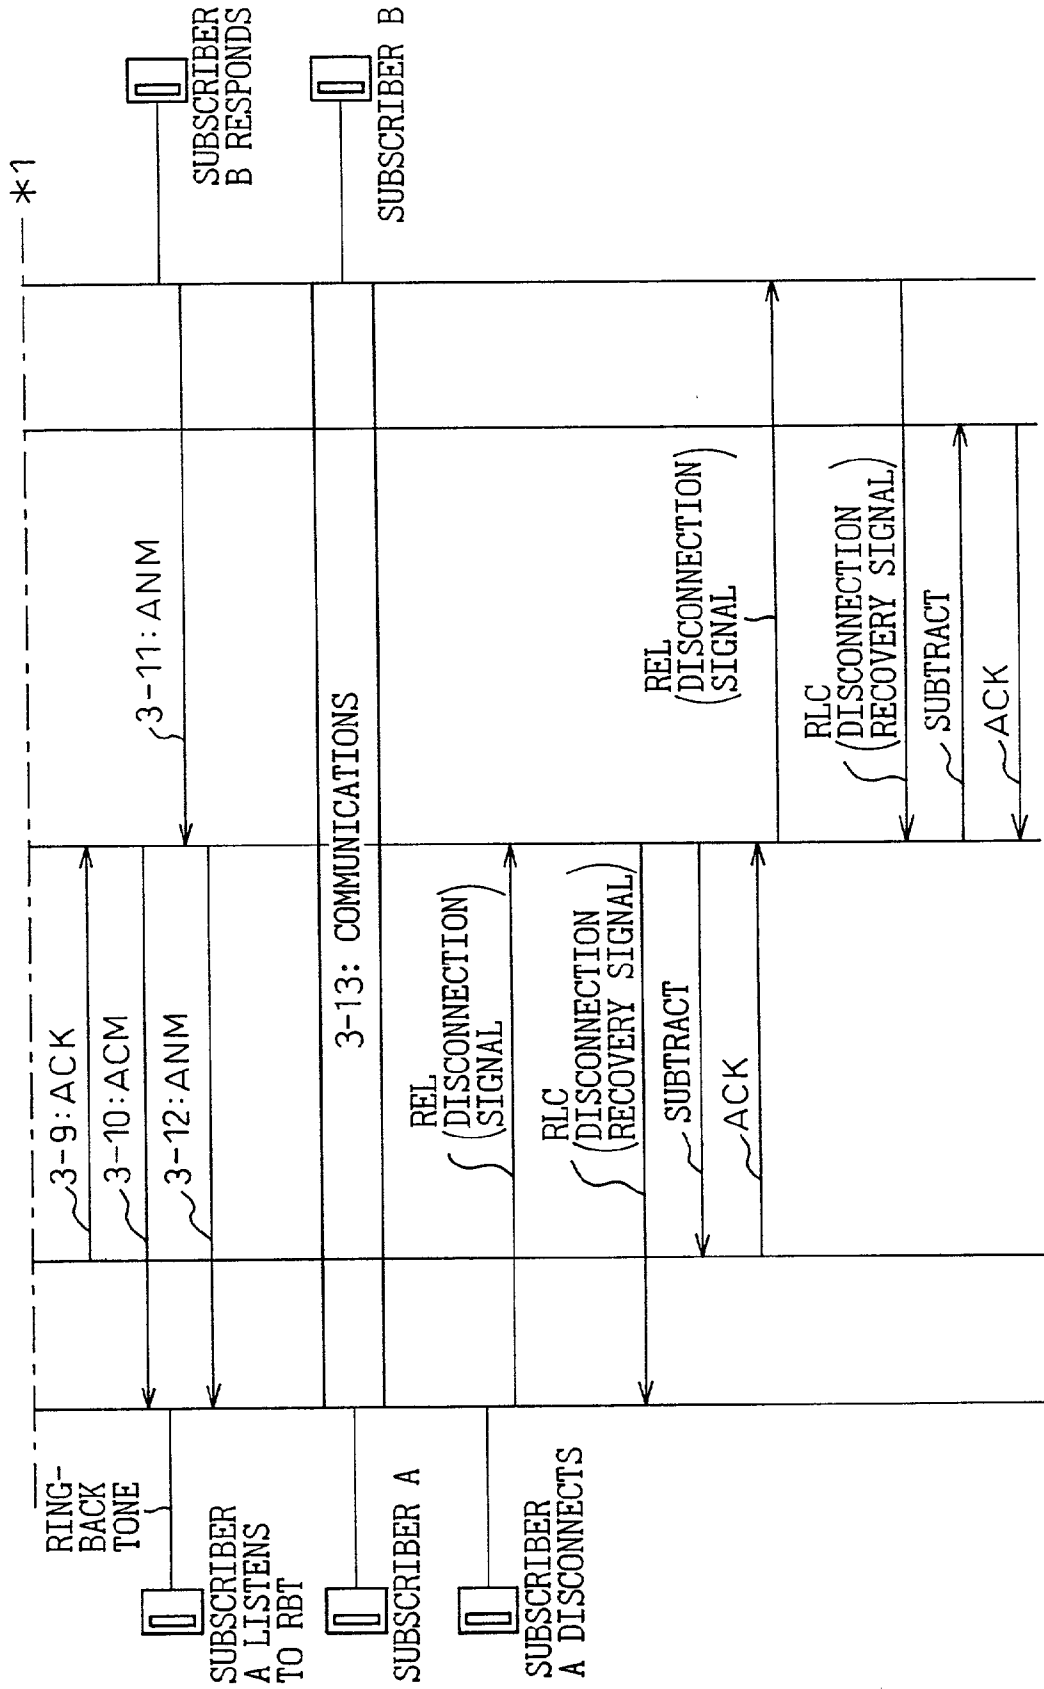 *1
RING-
BACK
TONE
SUBSCRIBER
A LISTENS
TO RBT
3-9:ACK
3-10:ACM
3-12:ANM
3-11:ANM
SUBSCRIBER
B RESPONDS
SUBSCRIBER A
3-13: COMMUNICATIONS
SUBSCRIBER B
SUBSCRIBER
A DISCONNECTS
REL
(DISCONNECTION
SIGNAL)
RLC
(DISCONNECTION
RECOVERY SIGNAL)
SUBTRACT
ACK
REL
(DISCONNECTION
SIGNAL)
RLC
(DISCONNECTION
RECOVERY SIGNAL)
SUBTRACT
ACK